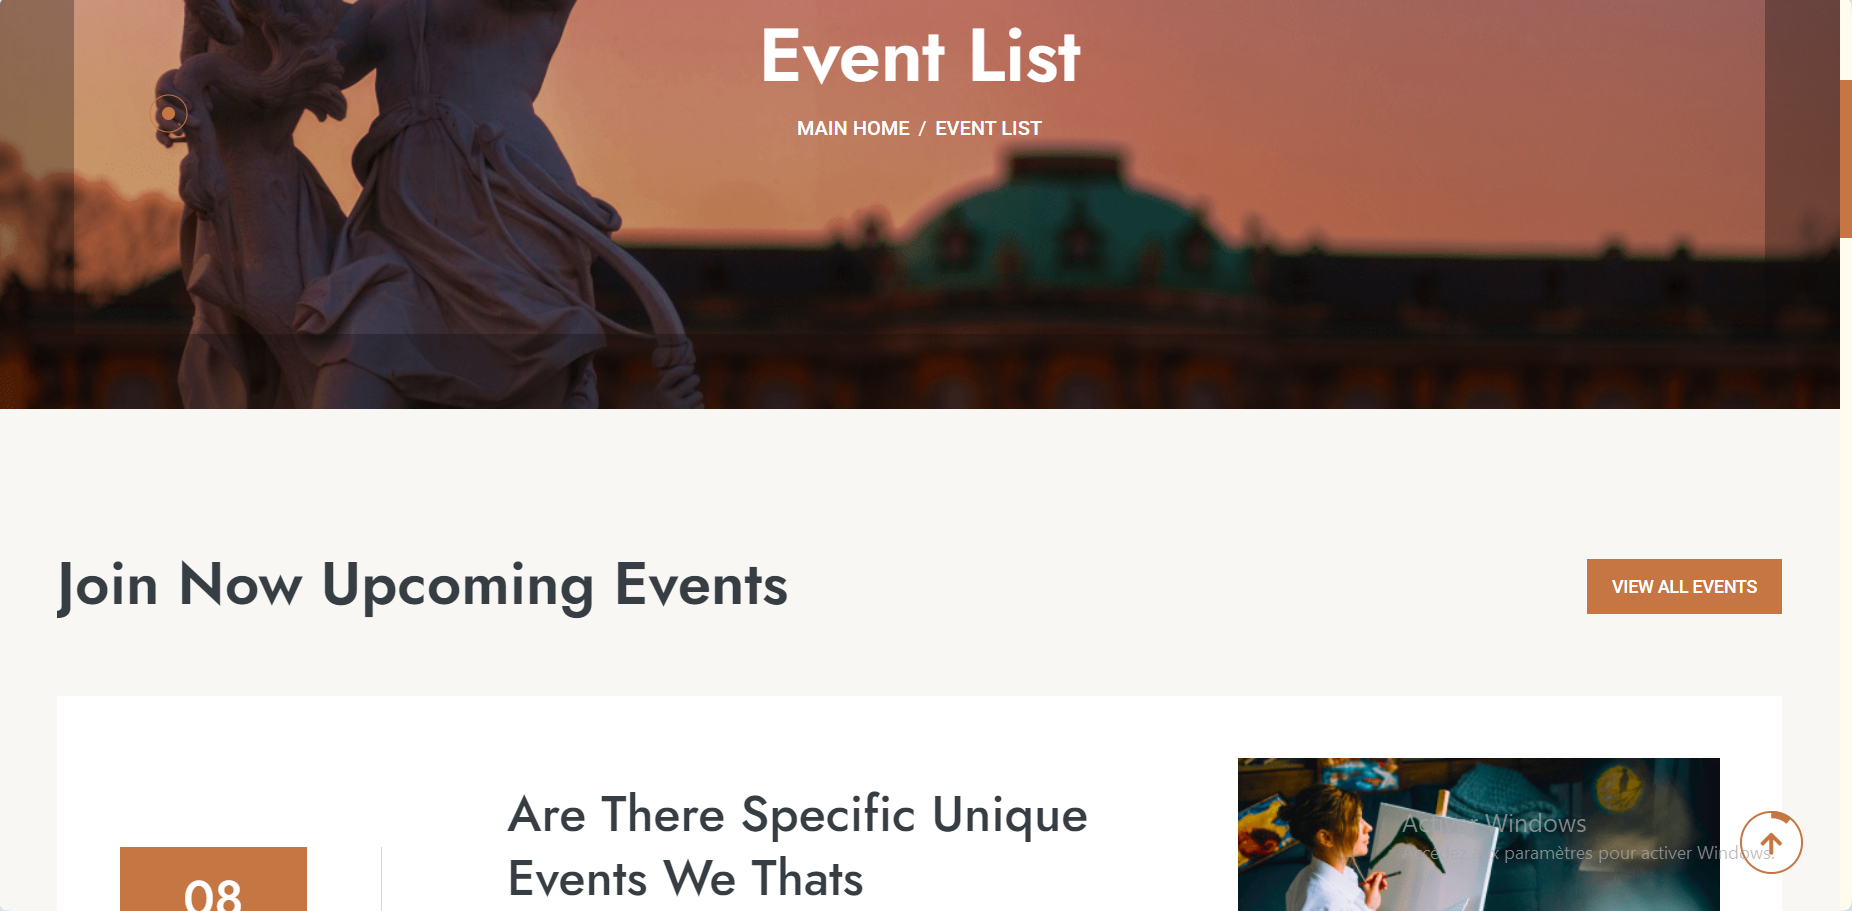 Event List
MAIN HOME / EVENT LIST
Join Now Upcoming Events
VIEW ALL EVENTS
Are There Specific Unique
Events We Thats
08
Activer Windows
Accédez aux paramètres pour activer Windows.